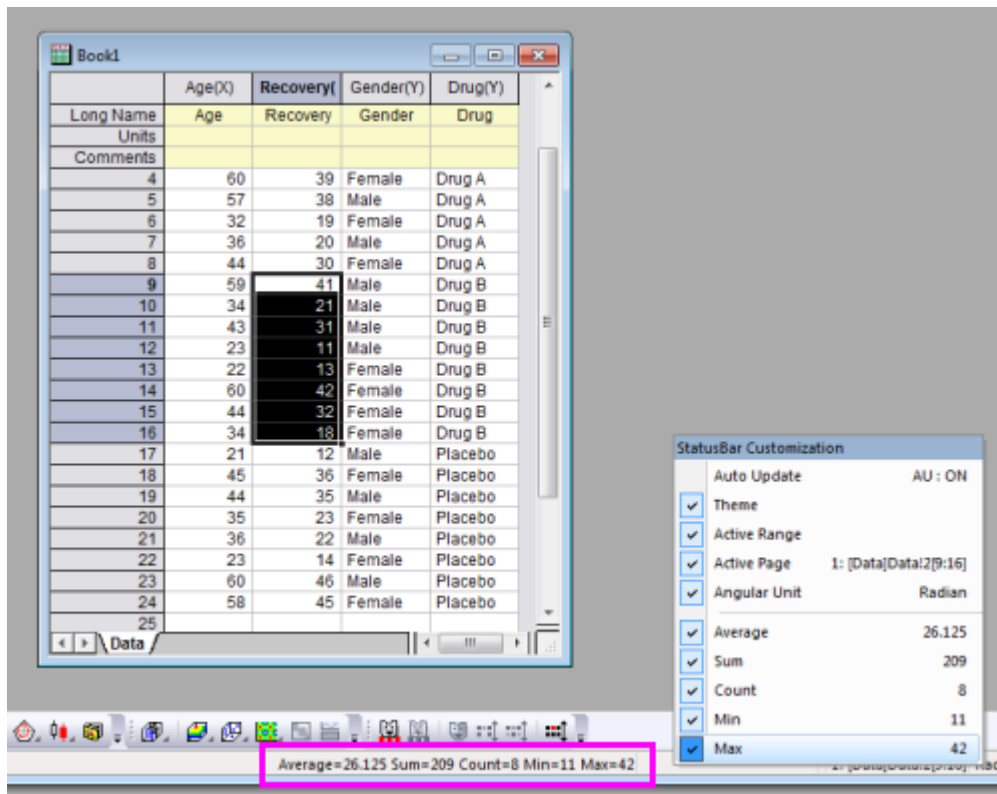 Book1
Age(X) Recovery( Gender(Y) Drug(Y)
Long Name Age Recovery Gender Drug
Units
Comments
4 60 39 Female Drug A
5 57 38 Male Drug A
6 32 19 Female Drug A
7 36 20 Male Drug A
8 44 30 Female Drug A
9 59 41 Male Drug B
10 34 21 Male Drug B
11 43 31 Male Drug B
12 23 11 Male Drug B
13 22 13 Female Drug B
14 60 42 Female Drug B
15 44 32 Female Drug B
16 34 18 Female Drug B
17 21 12 Male Placebo
18 45 36 Female Placebo
19 44 35 Male Placebo
20 35 23 Female Placebo
21 36 22 Male Placebo
22 23 14 Female Placebo
23 60 46 Male Placebo
24 58 45 Female Placebo
25
Data
StatusBar Customization
Auto Update AU : ON
Theme
Active Range
Active Page 1: [Data]Data!2[9:16]
Angular Unit Radian
Average 26.125
Sum 209
Count 8
Min 11
Max 42
Average=26.125 Sum=209 Count=8 Min=11 Max=42